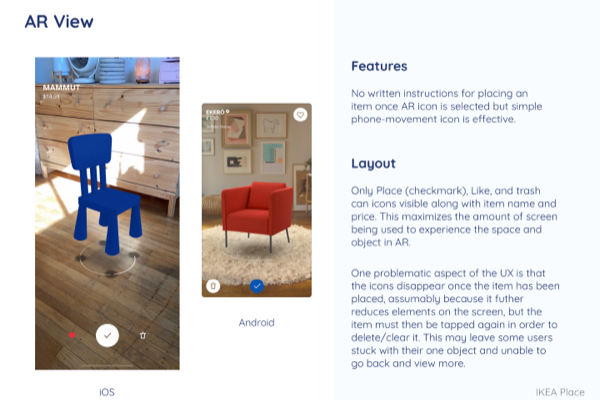 AR View
MAMMUT
EKERÖ
iOS
Android
Features
No written instructions for placing an
item once AR icon is selected but simple
phone-movement icon is effective.
Layout
Only Place (checkmark), Like, and trash
can icons visible along with item name and
price. This maximizes the amount of screen
being used to experience the space and
object in AR.
One problematic aspect of the UX is that
the icons disappear once the item has been
placed, assumably because it futher
reduces elements on the screen, but the
item must then be tapped again in order to
delete/clear it. This may leave some users
stuck with their one object and unable to
go back and view more.
IKEA Place